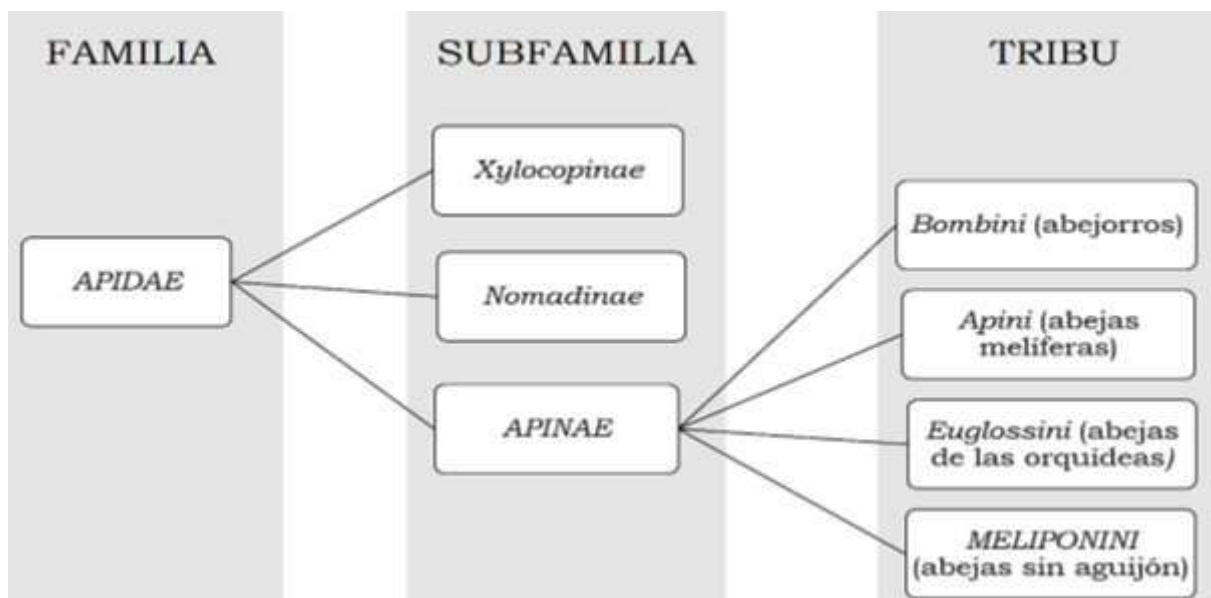 FAMILIA
SUBFAMILIA
TRIBU
APIDAE
Xylocopinae
Nomadinae
APINAE
Bombini (abejorros)
Apini (abejas
melíferas)
Euglossini (abejas
de las orquideas)
MELIPONINI
(abejas sin aguijón)